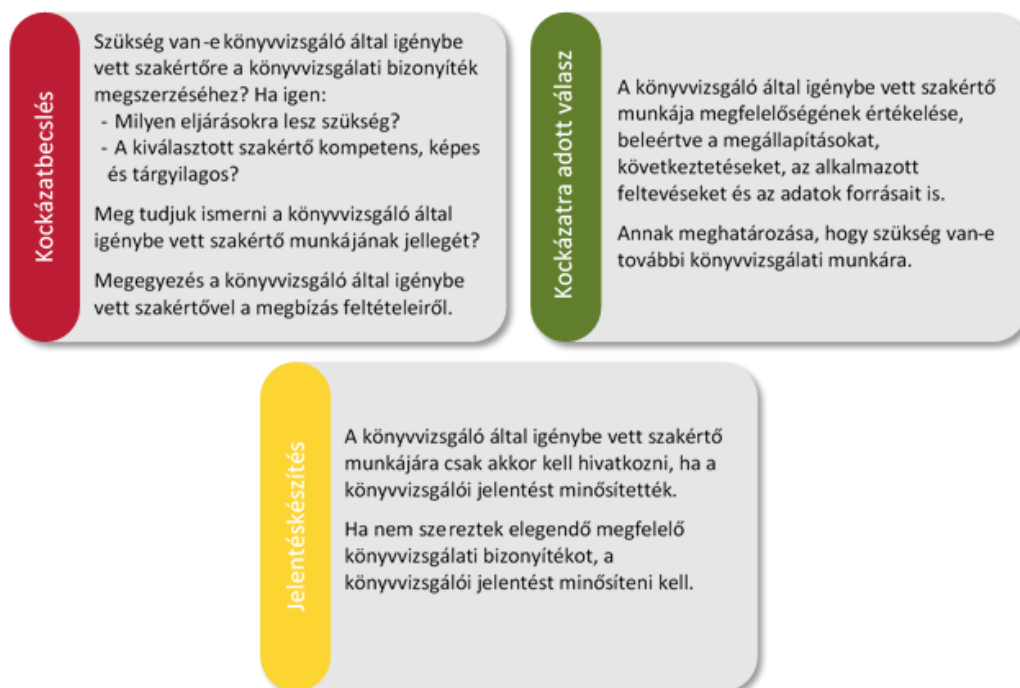 Kockázatbecslés
Szükség van-e könyvvizsgáló által igénybe
vett szakértőre a könyvvizsgálati bizonyíték
megszerzéséhez? Ha igen:
- Milyen eljárásokra lesz szükség?
- A kiválasztott szakértő kompetens, képes
és tárgyilagos?
Meg tudjuk ismerni a könyvvizsgáló által
igénybe vett szakértő munkájának jellegét?
Megegyezés a könyvvizsgáló által igénybe
vett szakértővel a megbízás feltételeiről.
Kockázatra adott válasz
A könyvvizsgáló által igénybe vett szakértő
munkája megfelelőségének értékelése,
beleértve a megállapításokat,
következtetéseket, az alkalmazott
feltevéseket és az adatok forrásait is.
Annak meghatározása, hogy szükség van-e
további könyvvizsgálati munkára.
Jelentéskészítés
A könyvvizsgáló által igénybe vett szakértő
munkájára csak akkor kell hivatkozni, ha a
könyvvizsgálói jelentést minősítették.
Ha nem szereztek elegendő megfelelő
könyvvizsgálati bizonyítékot, a
könyvvizsgálói jelentést minősíteni kell.